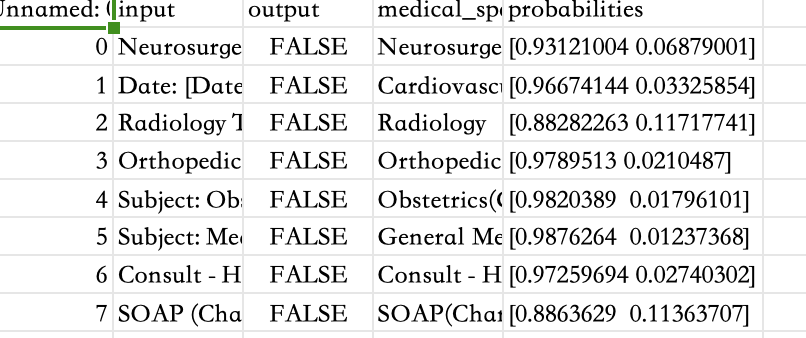 Unnamed: ( input output medical_spe probabilities
0 Neurosurge FALSE Neurosurge [0.93121004 0.06879001]
1 Date: [Date FALSE Cardiovascu [0.96674144 0.03325854]
2 Radiology T FALSE Radiology [0.88282263 0.11717741]
3 Orthopedic FALSE Orthopedic [0.9789513 0.0210487]
4 Subject: Obs FALSE Obstetrics(G [0.9820389 0.01796101]
5 Subject: Med FALSE General Me [0.9876264 0.01237368]
6 Consult - H FALSE Consult - H [0.97259694 0.02740302]
7 SOAP (Cha FALSE SOAP(Char [0.8863629 0.11363707]